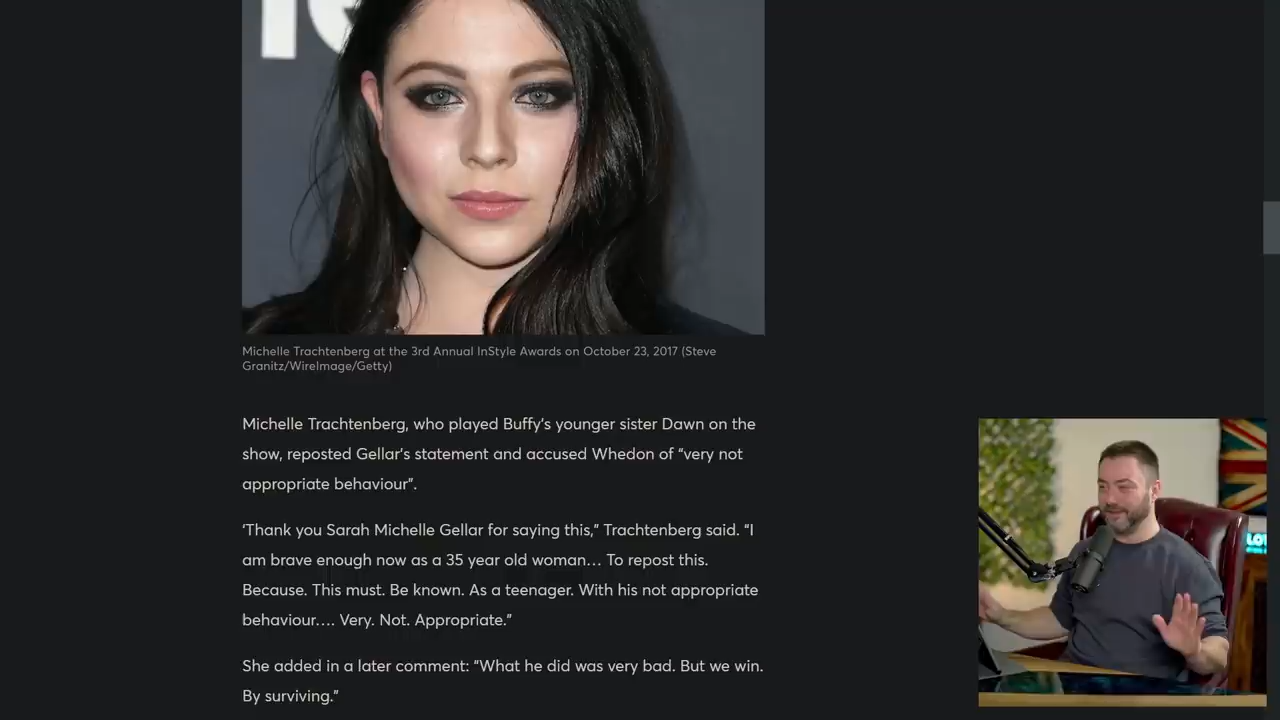 Michelle Trachtenberg at the 3rd Annual InStyle Awards on October 23, 2017 (Steve
Granitz/WireImage/Getty)
Michelle Trachtenberg, who played Buffy’s younger sister Dawn on the
show, reposted Gellar’s statement and accused Whedon of “very not
appropriate behaviour”.
‘Thank you Sarah Michelle Gellar for saying this,” Trachtenberg said. “I
am brave enough now as a 35 year old woman… To repost this.
Because. This must. Be known. As a teenager. With his not appropriate
behaviour…. Very. Not. Appropriate.”
She added in a later comment: “What he did was very bad. But we win.
By surviving.”